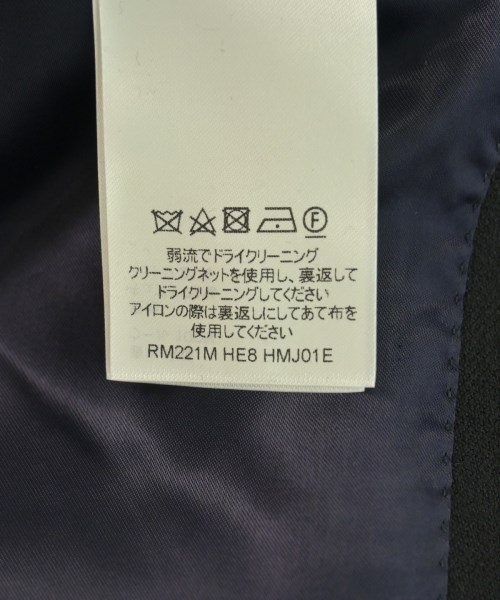 F
弱流でドライクリーニング
クリーニングネットを使用し、裏返して
ドライクリーニングしてください
アイロンの際は裏返しにしてあて布を
使用してください
RM221M HE8 HMJ01E